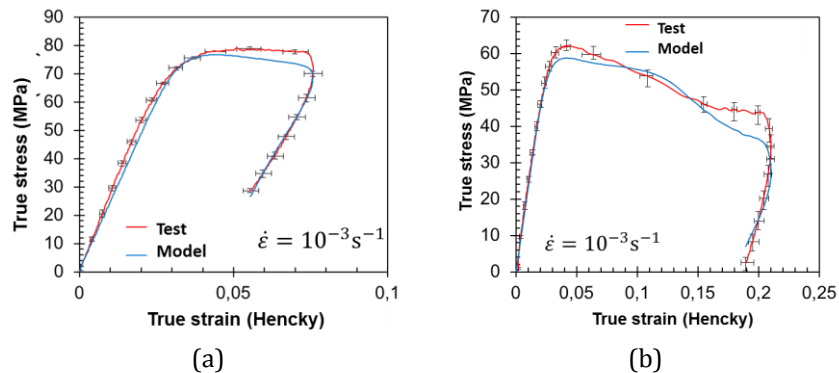 90
80
70
60
50
40
30
20
10
0
True stress (MPa)
Test
Model
ε̇ = 10⁻³s⁻¹
0
0,05
0,1
True strain (Hencky)
(a)
70
60
50
40
30
20
10
0
True stress (MPa)
Test
Model
ε̇ = 10⁻³s⁻¹
0
0,05
0,1
0,15
0,2
0,25
True strain (Hencky)
(b)